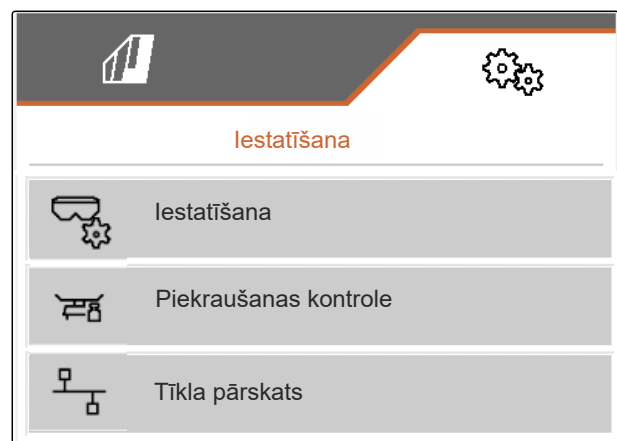 Iestatīšana
Iestatīšana
Piekraušanas kontrole
Tīkla pārskats